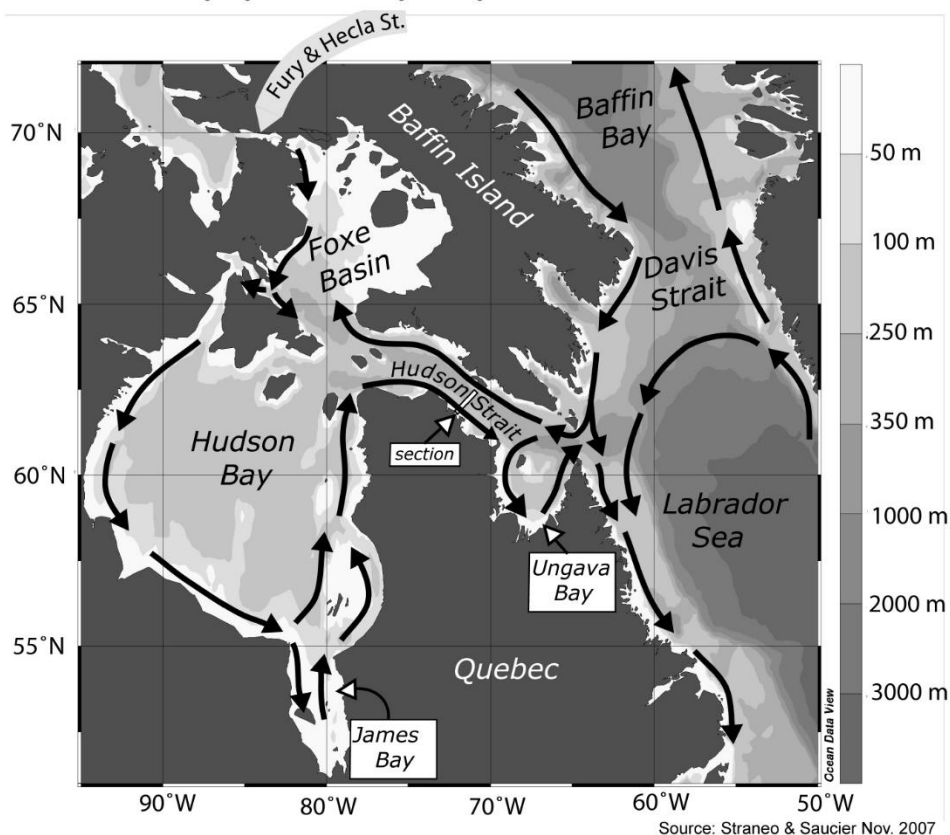 Fury & Hecla St.
70°N
65°N
60°N
55°N
Baffin
Bay
Baffin Island
Foxe
Basin
Davis
Strait
Hudson Strait
section
Hudson
Bay
Labrador
Sea
Ungava
Bay
Quebec
James
Bay
Ocean Data View
50 m
100 m
250 m
350 m
1000 m
2000 m
3000 m
90°W
80°W
70°W
60°W
50°W
Source: Straneo & Saucier Nov. 2007